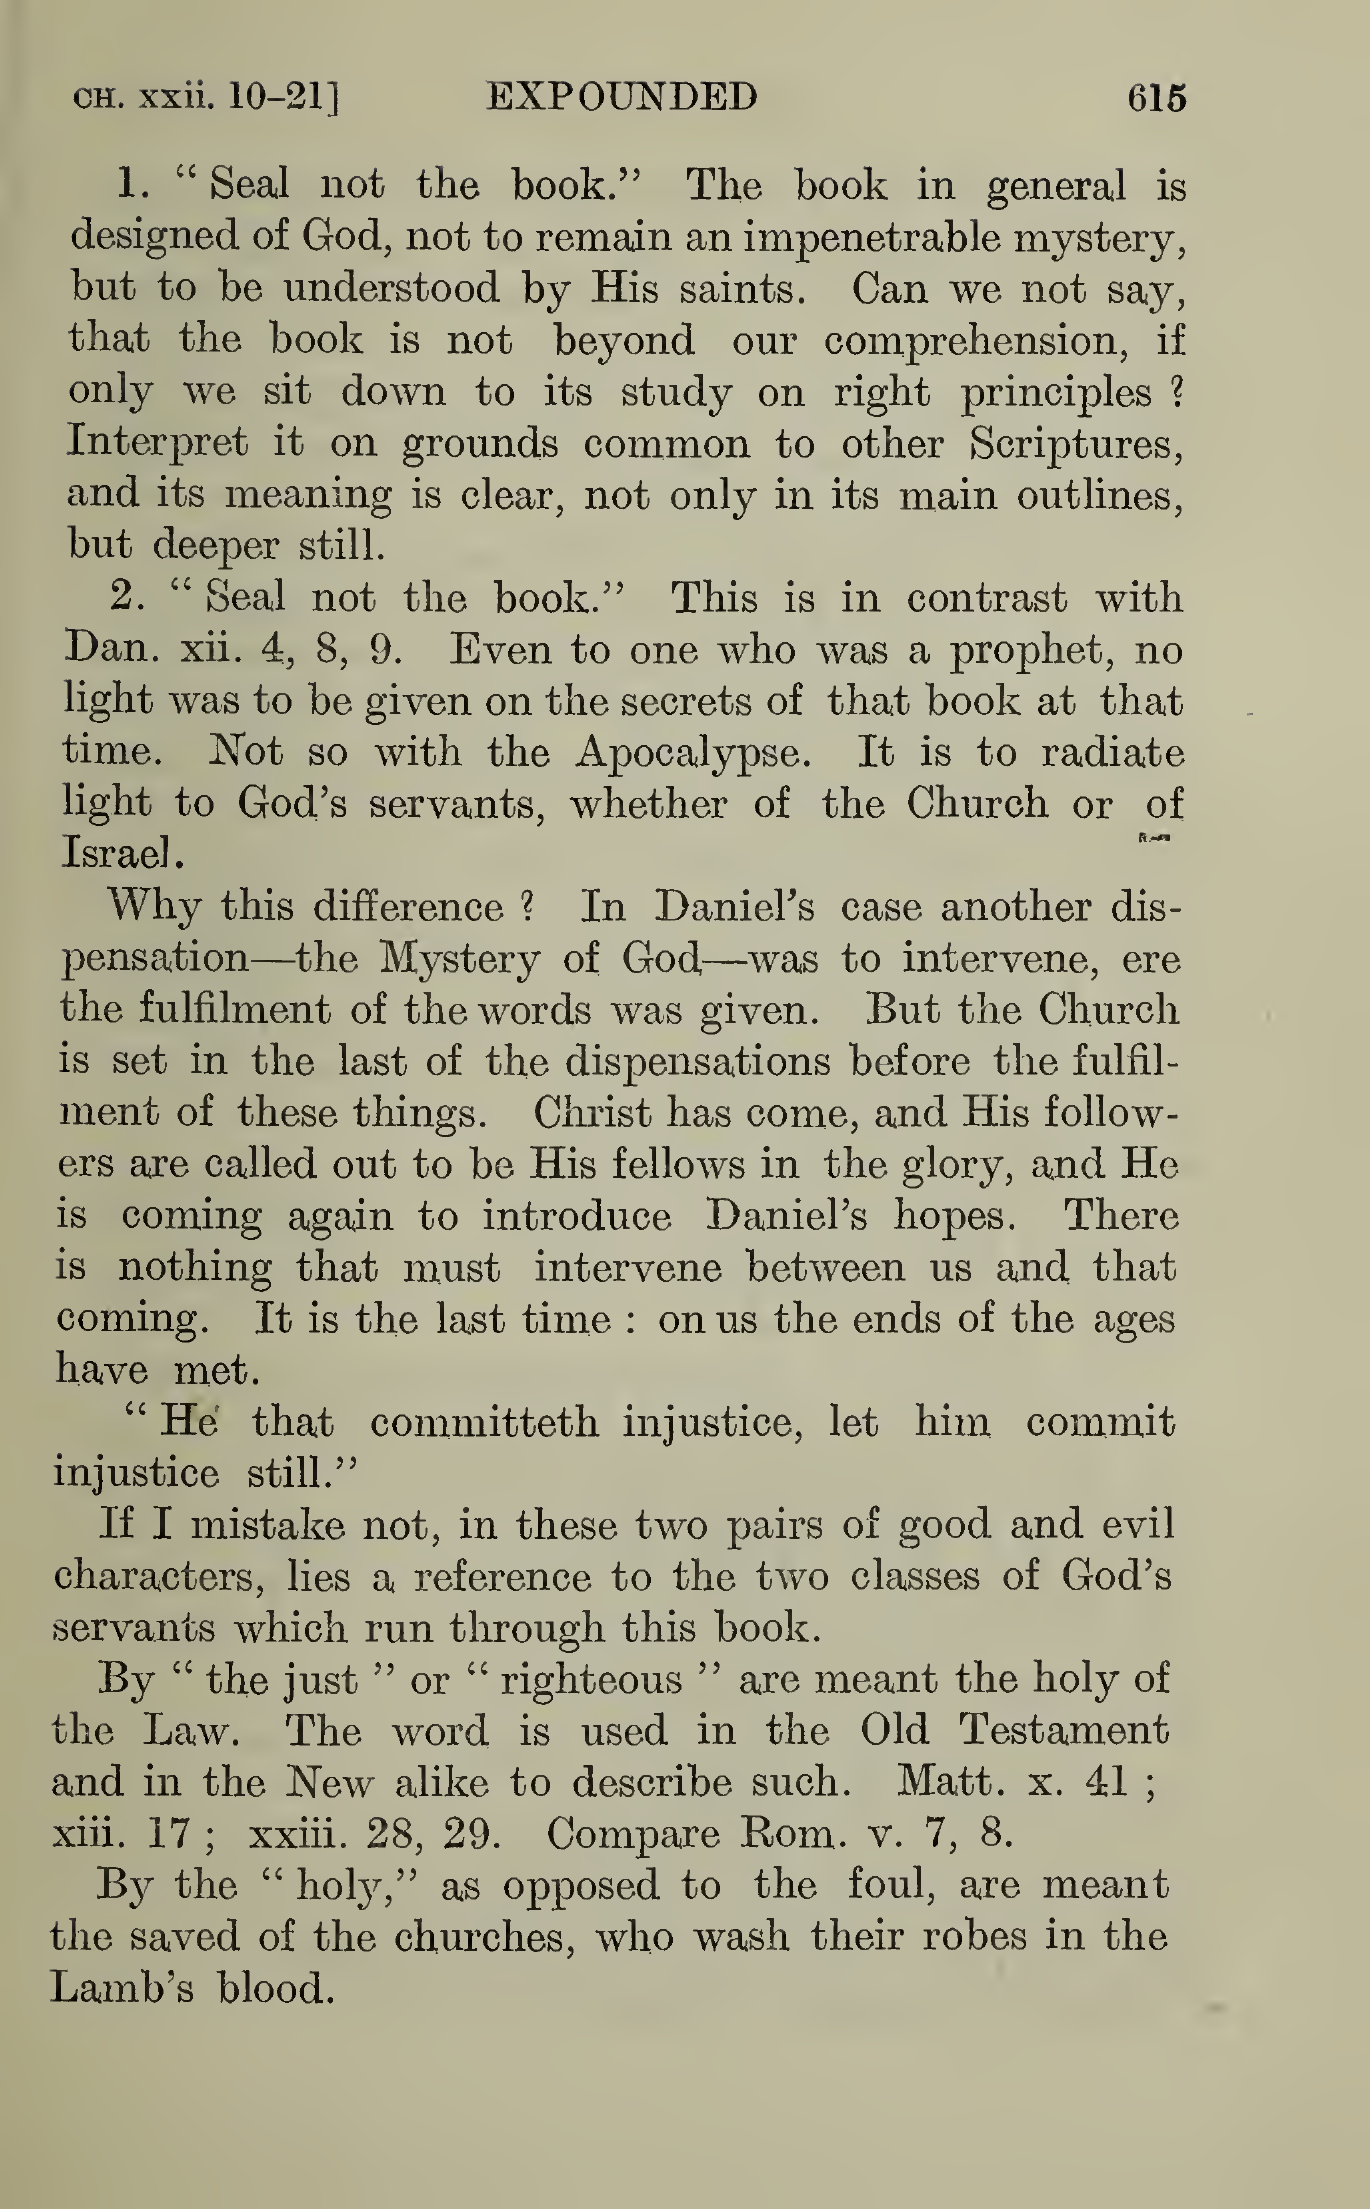 CH. xxii. 10–21] EXPOUNDED 615
1. “ Seal not the book.” The book in general is
designed of God, not to remain an impenetrable mystery,
but to be understood by His saints. Can we not say,
that the book is not beyond our comprehension, if
only we sit down to its study on right principles ?
Interpret it on grounds common to other Scriptures,
and its meaning is clear, not only in its main outlines,
but deeper still.
2. “ Seal not the book.” This is in contrast with
Dan. xii. 4, 8, 9. Even to one who was a prophet, no
light was to be given on the secrets of that book at that
time. Not so with the Apocalypse. It is to radiate
light to God’s servants, whether of the Church or of
Israel.
Why this difference ? In Daniel’s case another dis-
pensation—the Mystery of God—was to intervene, ere
the fulfilment of the words was given. But the Church
is set in the last of the dispensations before the fulfil-
ment of these things. Christ has come, and His follow-
ers are called out to be His fellows in the glory, and He
is coming again to introduce Daniel’s hopes. There
is nothing that must intervene between us and that
coming. It is the last time : on us the ends of the ages
have met.
“ He that committeth injustice, let him commit
injustice still.”
If I mistake not, in these two pairs of good and evil
characters, lies a reference to the two classes of God’s
servants which run through this book.
By “ the just ” or “ righteous ” are meant the holy of
the Law. The word is used in the Old Testament
and in the New alike to describe such. Matt. x. 41 ;
xiii. 17 ; xxiii. 28, 29. Compare Rom. v. 7, 8.
By the “ holy,” as opposed to the foul, are meant
the saved of the churches, who wash their robes in the
Lamb’s blood.